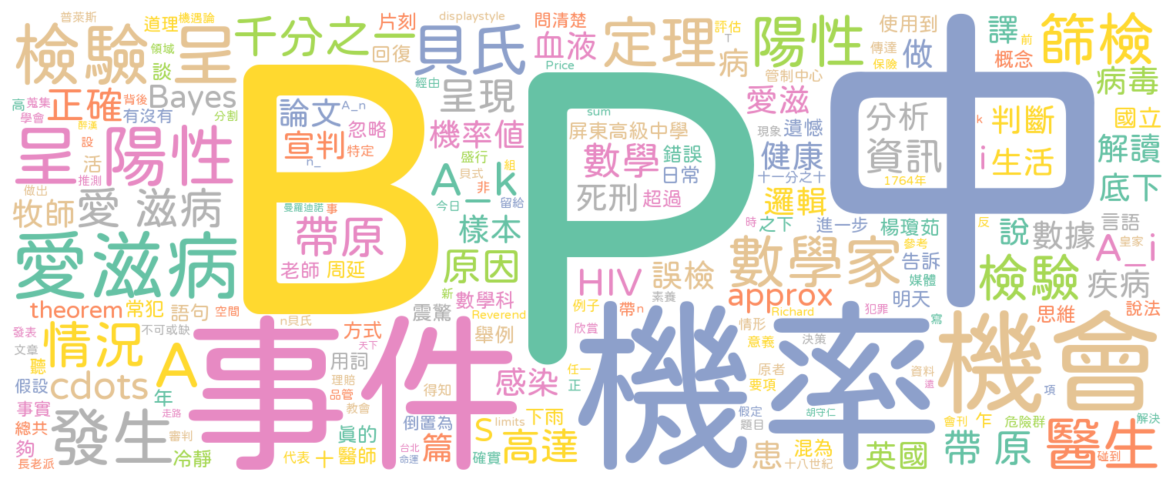 普萊斯
道理
機遇論
千分之一
片刻
displaystyle
問清楚
評估
T
使用到
傳達
保險
前
譯
篩檢
檢驗
呈
領域
談
回復
貝氏
血液
定理
病
陽性
做
概念
病毒
高
蒐集
學會
正確
背後
有沒有
Bayes
分割
經由
Price
管制中心
愛滋
呈現
論文
A_n
宣判
忽略
特定
n_
機率值
sum
屏東高級中學
現象
遺憾
分析
資訊
k
判斷
國立
解讀
i
生活
醉漢
設
活
呈陽性
推測
做出
牧師
愛 滋病
B
P
中
盛行
組
貝式
非
A_k
今日
留給
數學
錯誤
日常
死刑
超過
健康
十一分之十
邏輯
1764年
底下
曼羅迪諾
事
帶原
老師
周延
樣本
原因
新
時
之下
進一步
楊瓊茹
反
說
數據
言語
A_i
皇家
愛滋病
數學家
參考
告訴
媒體
檢驗
疾病
theorem
常犯
語句
空間
震驚
數學科
Reverend
HIV
誤檢
例子
素養
帶
n
approx
Richard
犯罪
明天
寫
思維
說法
發表
不可或缺
n貝氏
方式
天下
舉例
欣賞
情形
意義
決策
文章
聽
情況
A
事件
用詞
理賠
品管
教會
得知
感染
任一
正
機率
原者
要項
資料
遠
機會
項
假設
cdots
年
事實
總共
夠
長老派
發生
走路
審判
冷靜
代表
十
真的
醫師
台北
命運
倒置為
篇
S
limits
確實
下雨
高達
假定
題目
患
胡守仁
混為
十八世紀
英國
會刊
乍
危險群
帶 原
解決
碰到
醫生